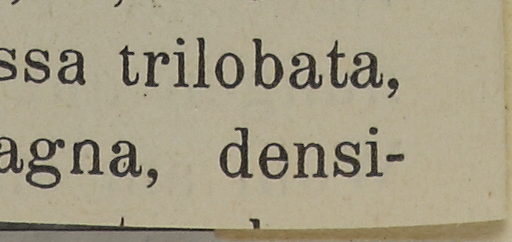 ssa trilobata,
agna, densi-